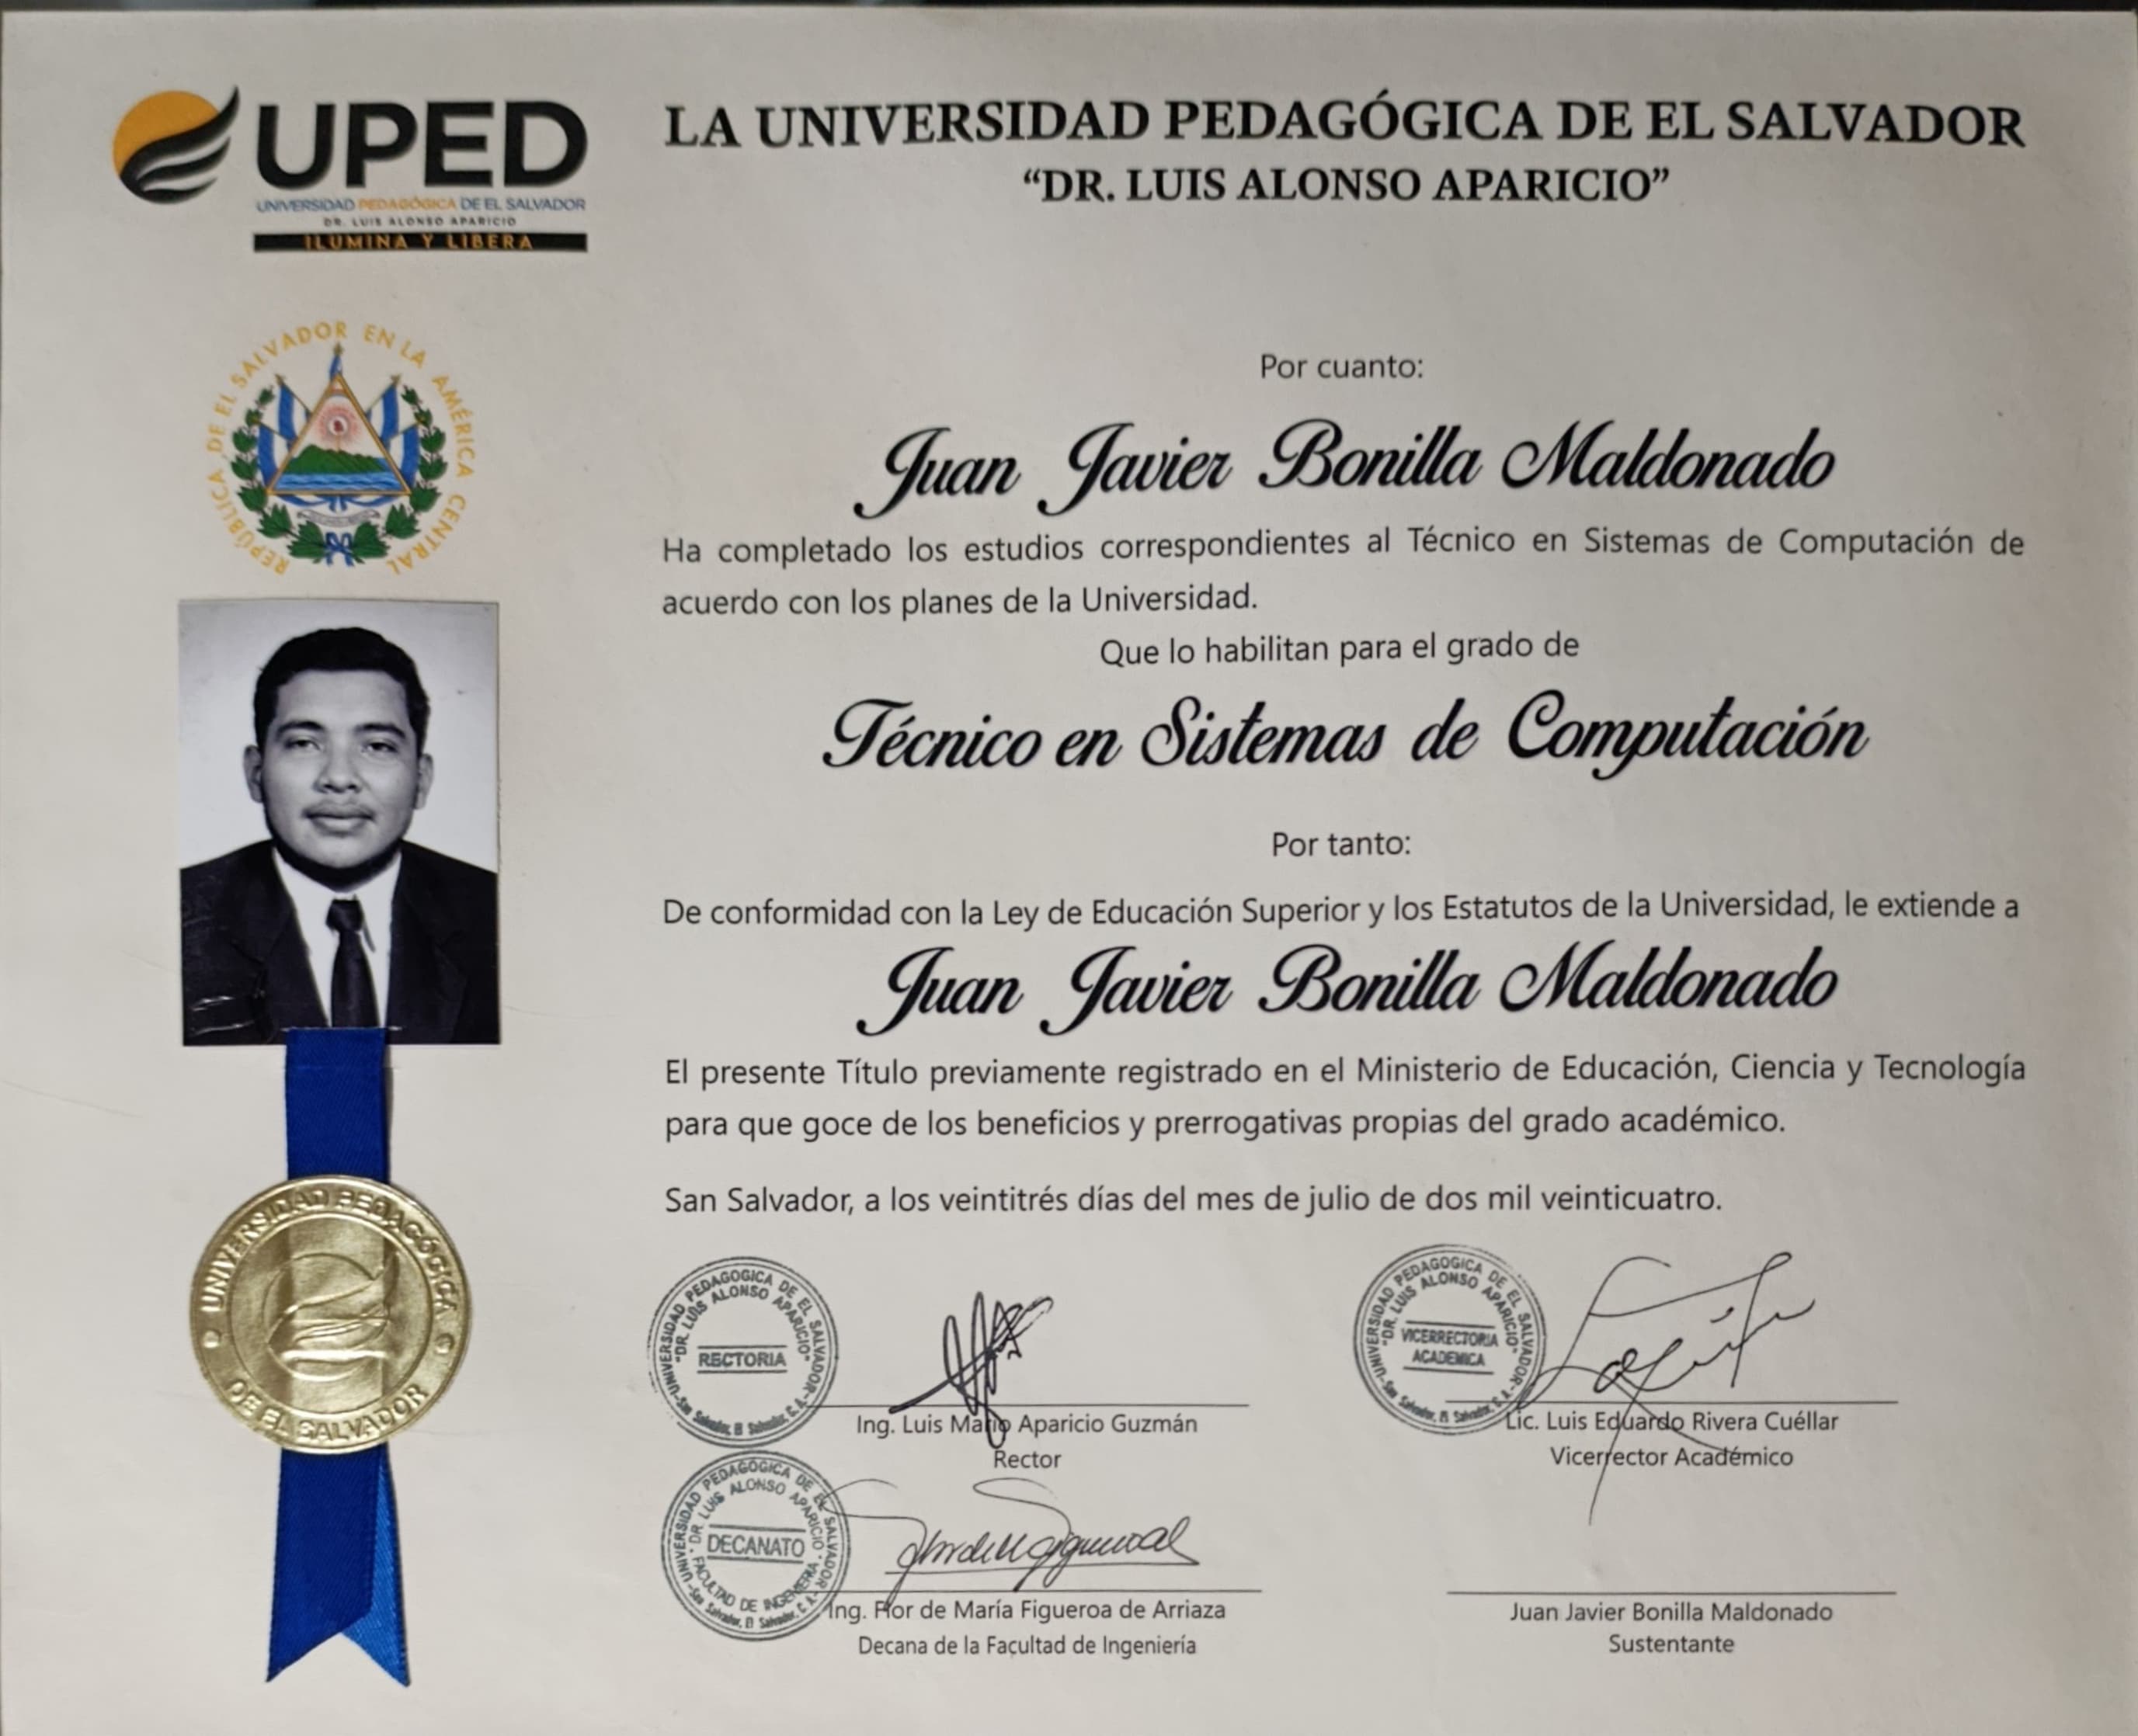 UPED
UNIVERSIDAD PEDAGÓGICA DE EL SALVADOR
DR. LUIS ALONSO APARICIO
ILUMINA Y LIBERA
LA UNIVERSIDAD PEDAGÓGICA DE EL SALVADOR
“DR. LUIS ALONSO APARICIO”
REPÚBLICA DE EL SALVADOR EN LA AMÉRICA CENTRAL
Por cuanto:
Juan Javier Bonilla Maldonado
Ha completado los estudios correspondientes al Técnico en Sistemas de Computación de
acuerdo con los planes de la Universidad.
Que lo habilitan para el grado de
Técnico en Sistemas de Computación
Por tanto:
De conformidad con la Ley de Educación Superior y los Estatutos de la Universidad, le extiende a
Juan Javier Bonilla Maldonado
El presente Título previamente registrado en el Ministerio de Educación, Ciencia y Tecnología
para que goce de los beneficios y prerrogativas propias del grado académico.
San Salvador, a los veintitrés días del mes de julio de dos mil veinticuatro.
UNIVERSIDAD PEDAGÓGICA
DE EL SALVADOR
UNIVERSIDAD PEDAGOGICA DE EL SALVADOR
"DR. LUIS ALONSO APARICIO"
RECTORIA
San Salvador, El Salvador, C. A.
Ing. Luis Mario Aparicio Guzmán
Rector
UNIVERSIDAD PEDAGOGICA DE EL SALVADOR
"DR. LUIS ALONSO APARICIO"
VICERRECTORIA
ACADEMICA
San Salvador, El Salvador, C. A.
Lic. Luis Eduardo Rivera Cuéllar
Vicerrector Académico
UNIVERSIDAD PEDAGOGICA DE EL SALVADOR
DR. LUIS ALONSO APARICIO
DECANATO
FACULTAD DE INGENIERIA
San Salvador, El Salvador, C. A.
Ing. Flor de María Figueroa de Arriaza
Decana de la Facultad de Ingeniería
Juan Javier Bonilla Maldonado
Sustentante